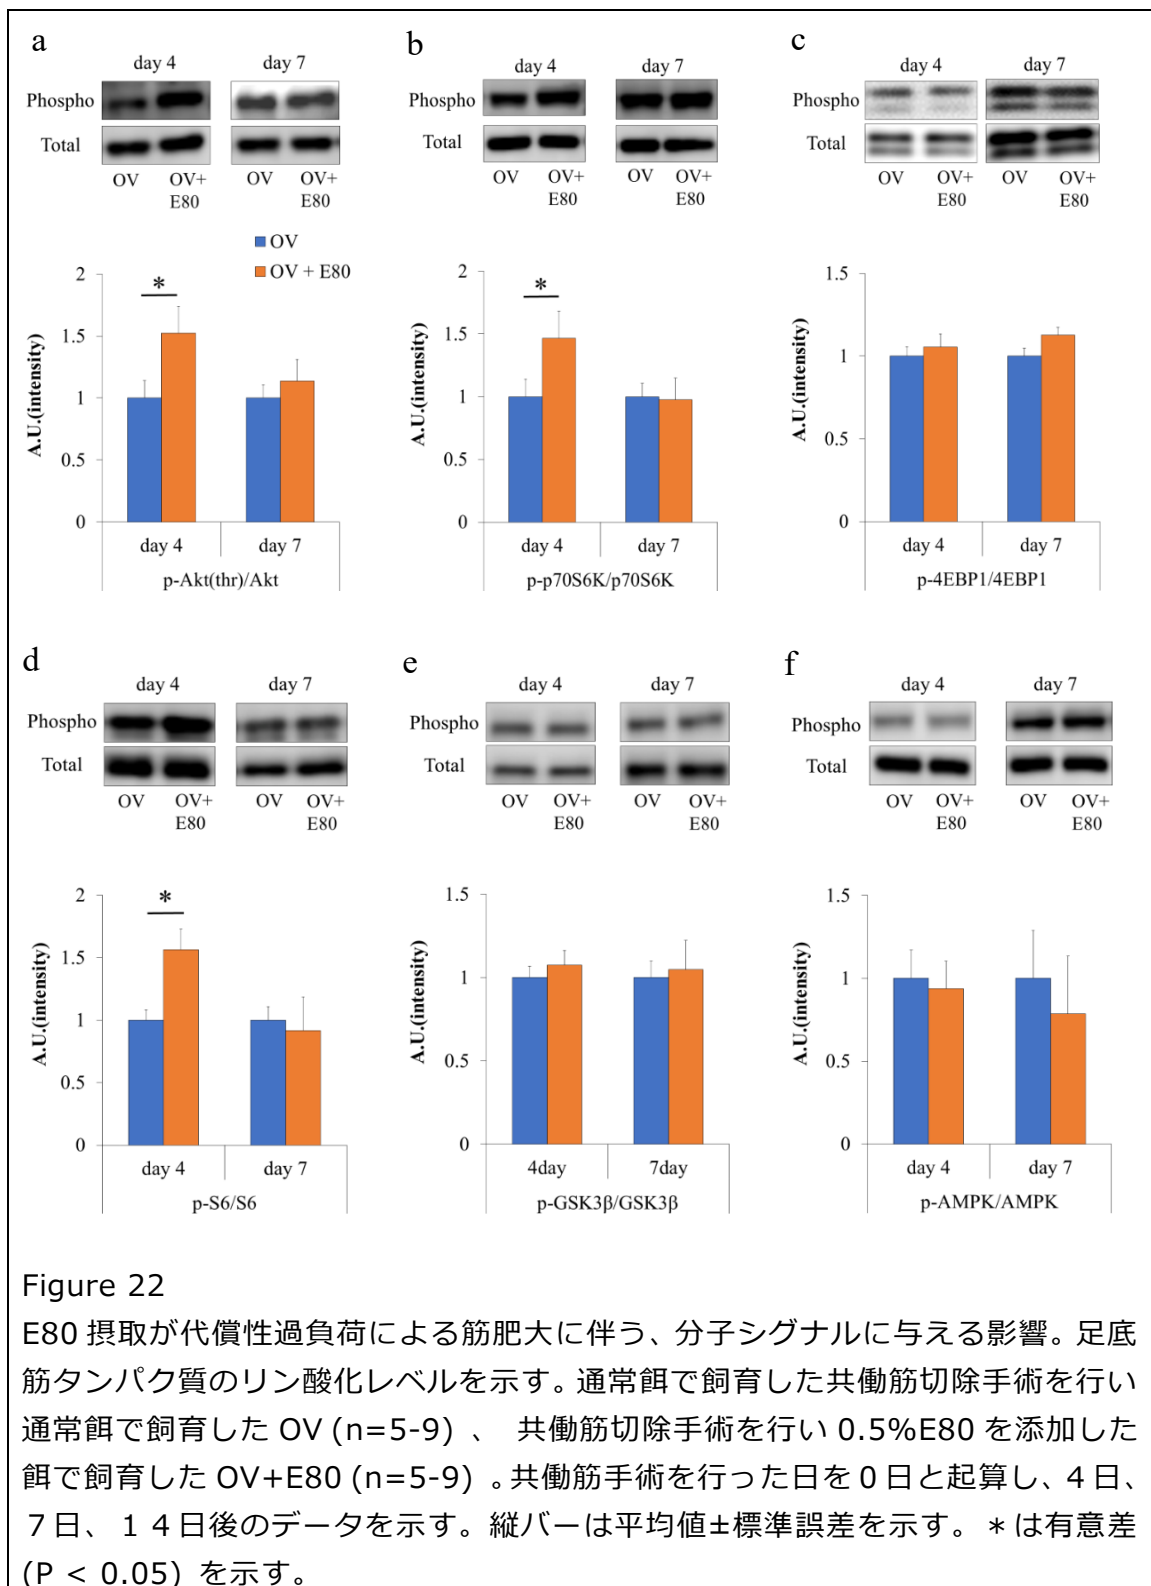 a
b
c
day 4
day 7
day 4
day 7
day 4
day 7
Phospho
Phospho
Phospho
Total
Total
Total
OV
OV+
E80
OV
OV+
E80
OV
OV+
E80
OV
OV+
E80
OV
OV+
E80
OV
OV+
E80
OV
OV + E80
A.U.(intensity)
2
1.5
1
0.5
0
*
day 4
day 7
p-Akt(thr)/Akt
A.U.(intensity)
2
1.5
1
0.5
0
*
day 4
day 7
p-p70S6K/p70S6K
A.U.(intensity)
1.5
1
0.5
0
day 4
day 7
p-4EBP1/4EBP1
d
e
f
day 4
day 7
day 4
day 7
day 4
day 7
Phospho
Phospho
Phospho
Total
Total
Total
OV
OV+
E80
OV
OV+
E80
OV
OV+
E80
OV
OV+
E80
OV
OV+
E80
OV
OV+
E80
A.U.(intensity)
2
1.5
1
0.5
0
*
day 4
day 7
p-S6/S6
A.U.(intensity)
1.5
1
0.5
0
4day
7day
p-GSK3β/GSK3β
A.U.(intensity)
1.5
1
0.5
0
day 4
day 7
p-AMPK/AMPK
Figure 22
E80 摂取が代償性過負荷による筋肥大に伴う、分子シグナルに与える影響。足底
筋タンパク質のリン酸化レベルを示す。通常餌で飼育した共働筋切除手術を行い
通常餌で飼育した OV (n=5-9) 、 共働筋切除手術を行い 0.5%E80 を添加した
餌で飼育した OV+E80 (n=5-9) 。共働筋手術を行った日を０日と起算し、４日、
７日、１４日後のデータを示す。縦バーは平均値±標準誤差を示す。＊は有意差
(P < 0.05) を示す。